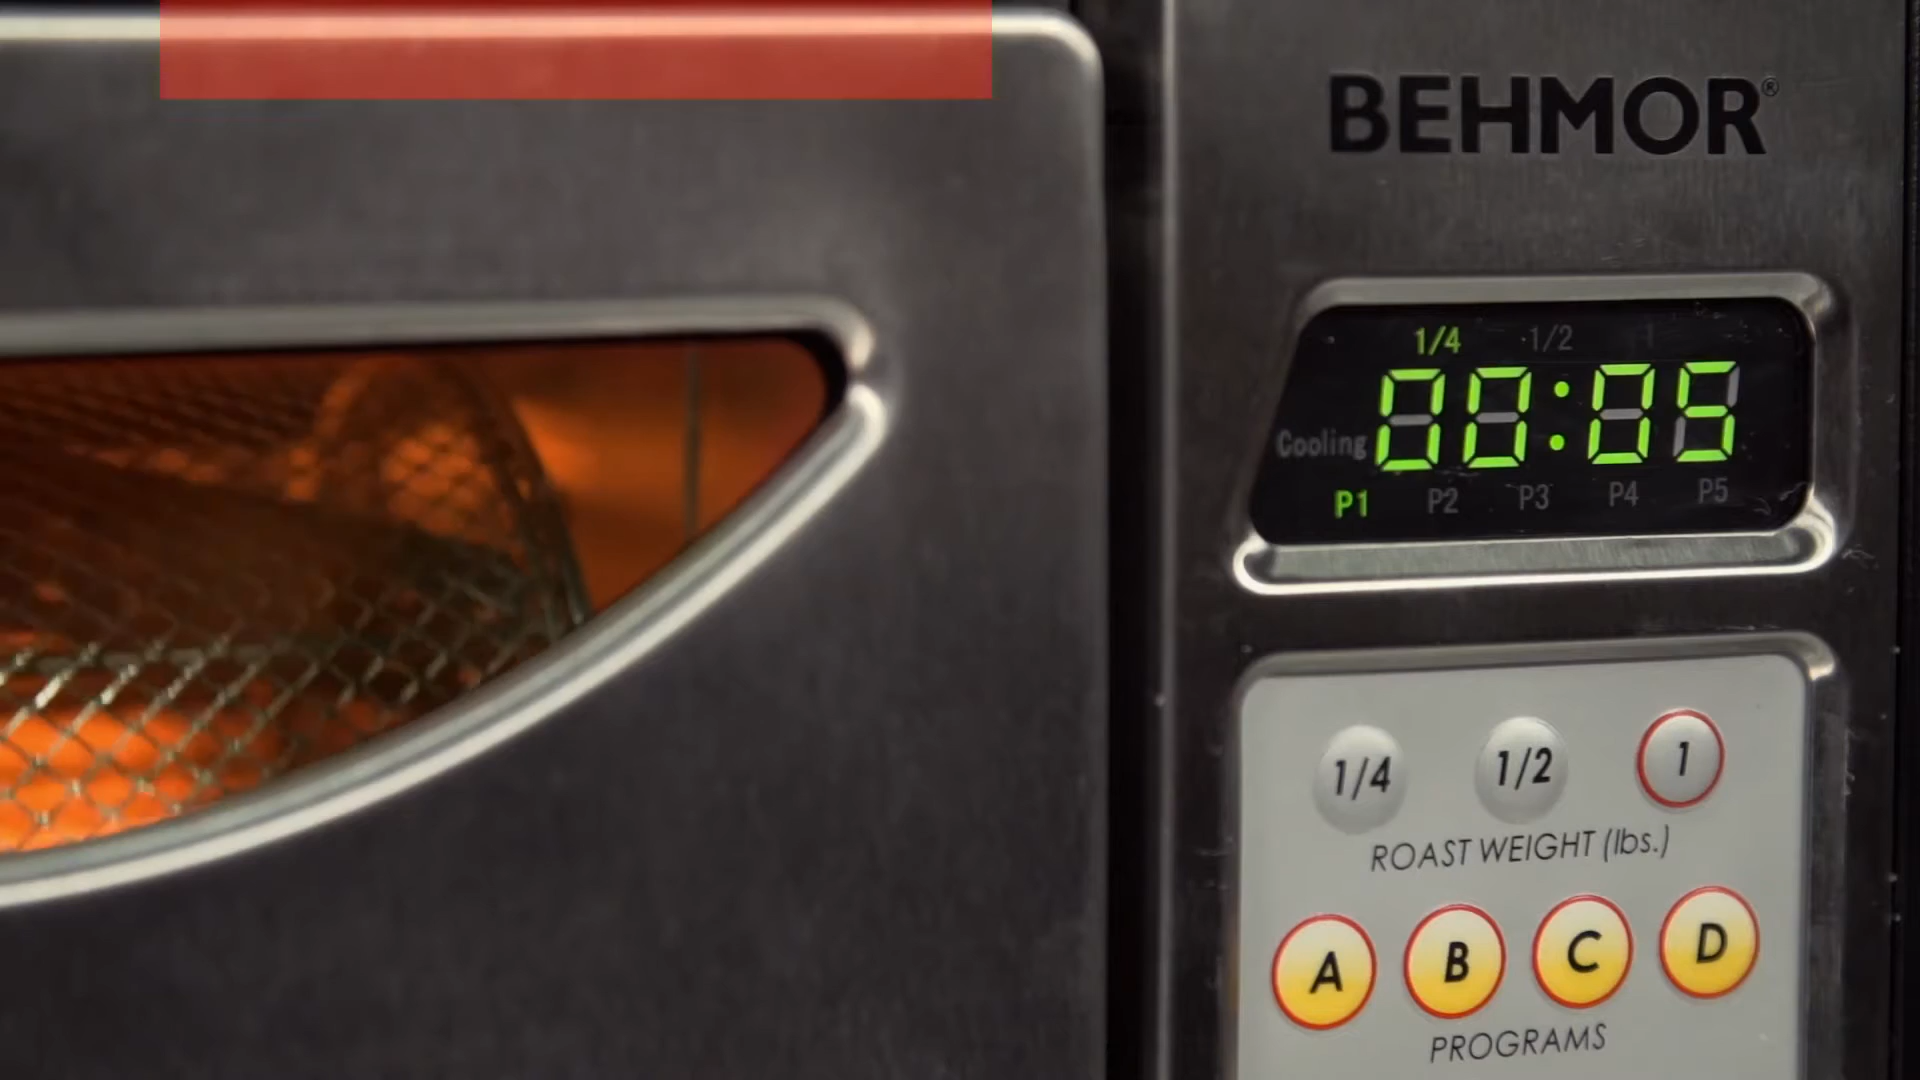 BEHMOR®
1/4 1/2 1
00:05
Cooling
P1 P2 P3 P4 P5
1/4 1/2 1
ROAST WEIGHT (lbs.)
A B C D
PROGRAMS